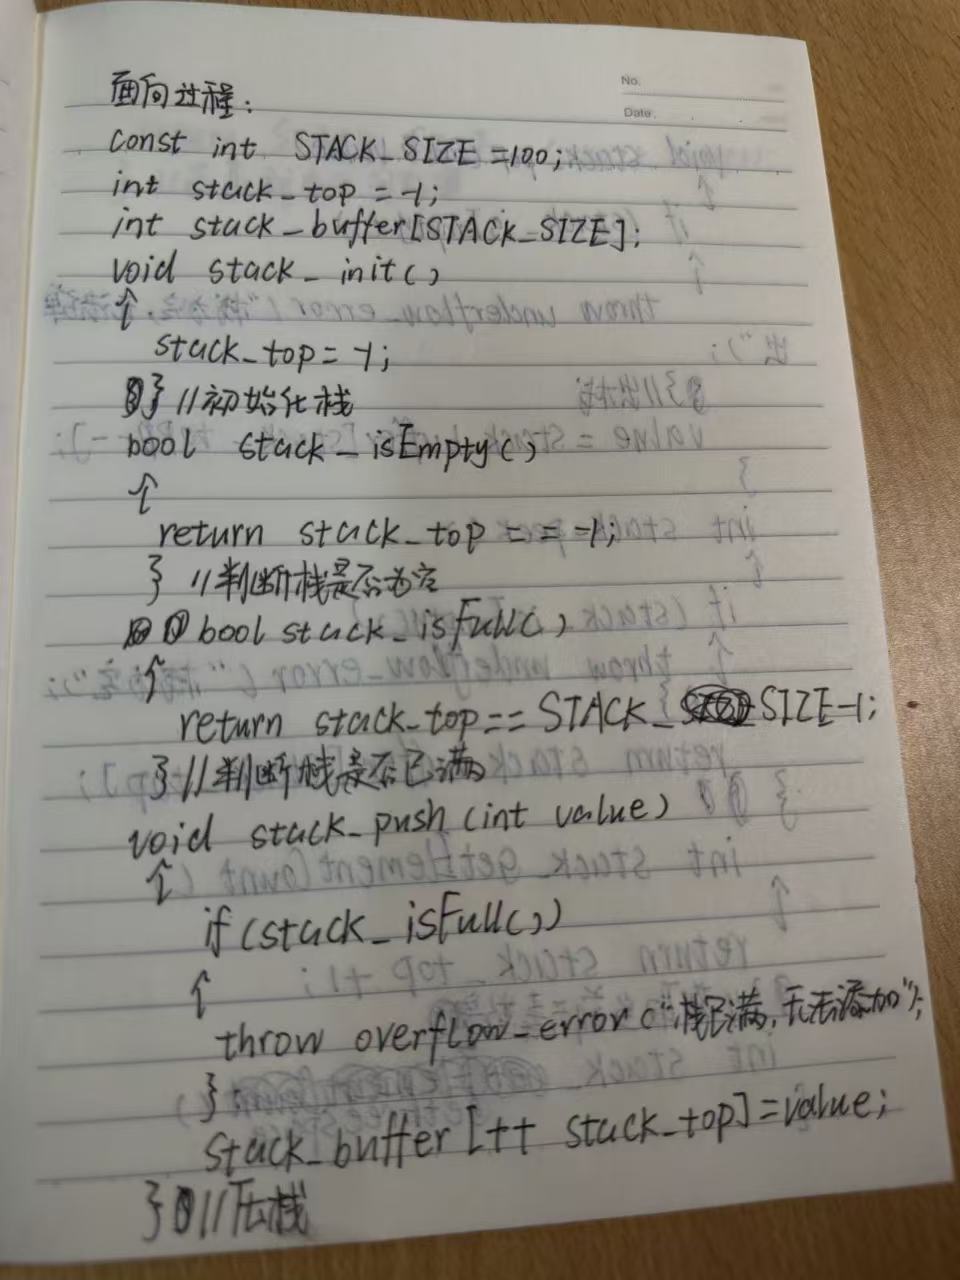 No.
Date.
面向过程:
const int STACK_SIZE =100;
int stack_top = -1;
int stack_buffer[STACK_SIZE];
void stack_init()
{
stack_top = -1;
} //初始化栈
bool stack_isEmpty()
{
return stack_top == -1;
} //判断栈是否为空
bool stack_isFull()
{
return stack_top == STACK_SIZE-1;
} //判断栈是否已满
void stack_push(int value)
{
if(stack_isFull())
{
throw overflow_error("栈已满,无法添加");
}
stack_buffer[++ stack_top]=value;
} //压栈